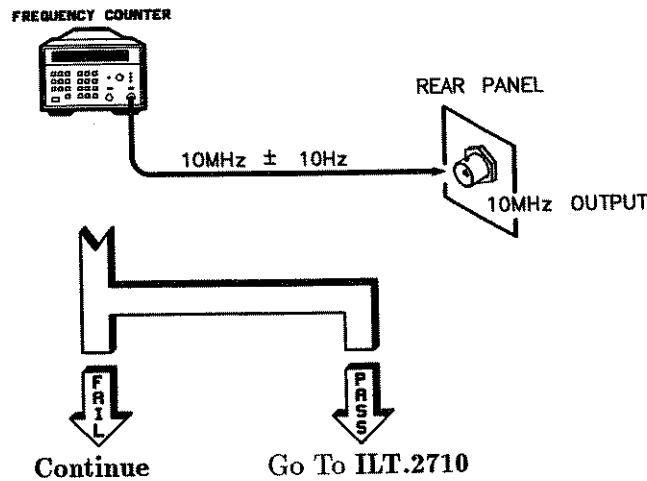 FREQUENCY COUNTER
REAR PANEL
10MHz ± 10Hz
10MHz OUTPUT
FAIL
PASS
Continue
Go To ILT.2710